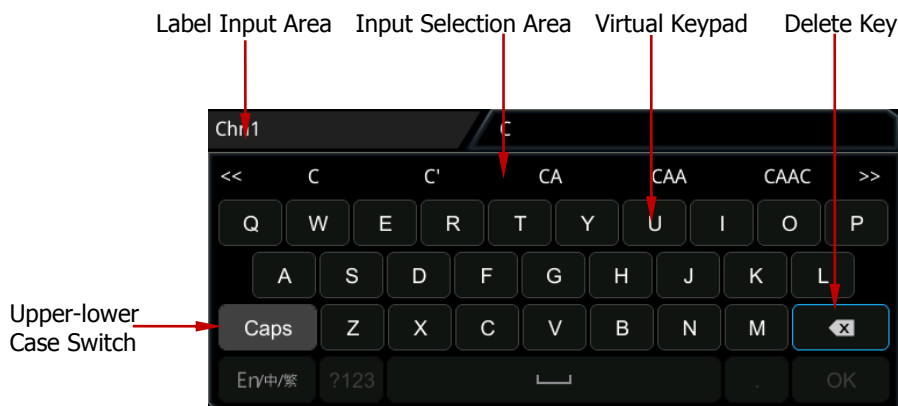 Label Input Area Input Selection Area Virtual Keypad Delete Key
Chn1 C
<< C C' CA CAA CAAC >>
Q W E R T Y U I O P
A S D F G H J K L
Upper-lower
Case Switch
Caps Z X C V B N M
En/中/繁 ?123 . OK